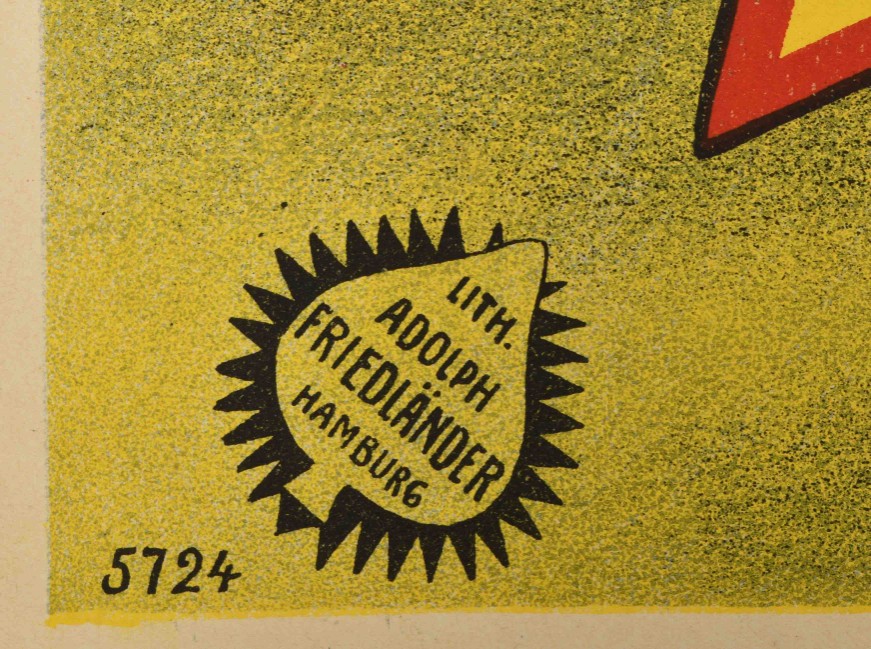 LITH.
ADOLPH
FRIEDLÄNDER
HAMBURG
5724